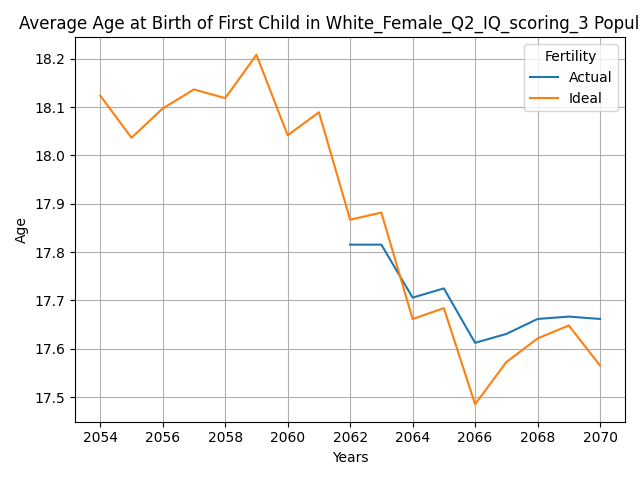 Average Age at Birth of First Child in White_Female_Q2_IQ_scoring_3 Popul
Fertility
Actual
Ideal
18.2
18.1
18.0
17.9
17.8
17.7
17.6
17.5
Age
2054 2056 2058 2060 2062 2064 2066 2068 2070
Years